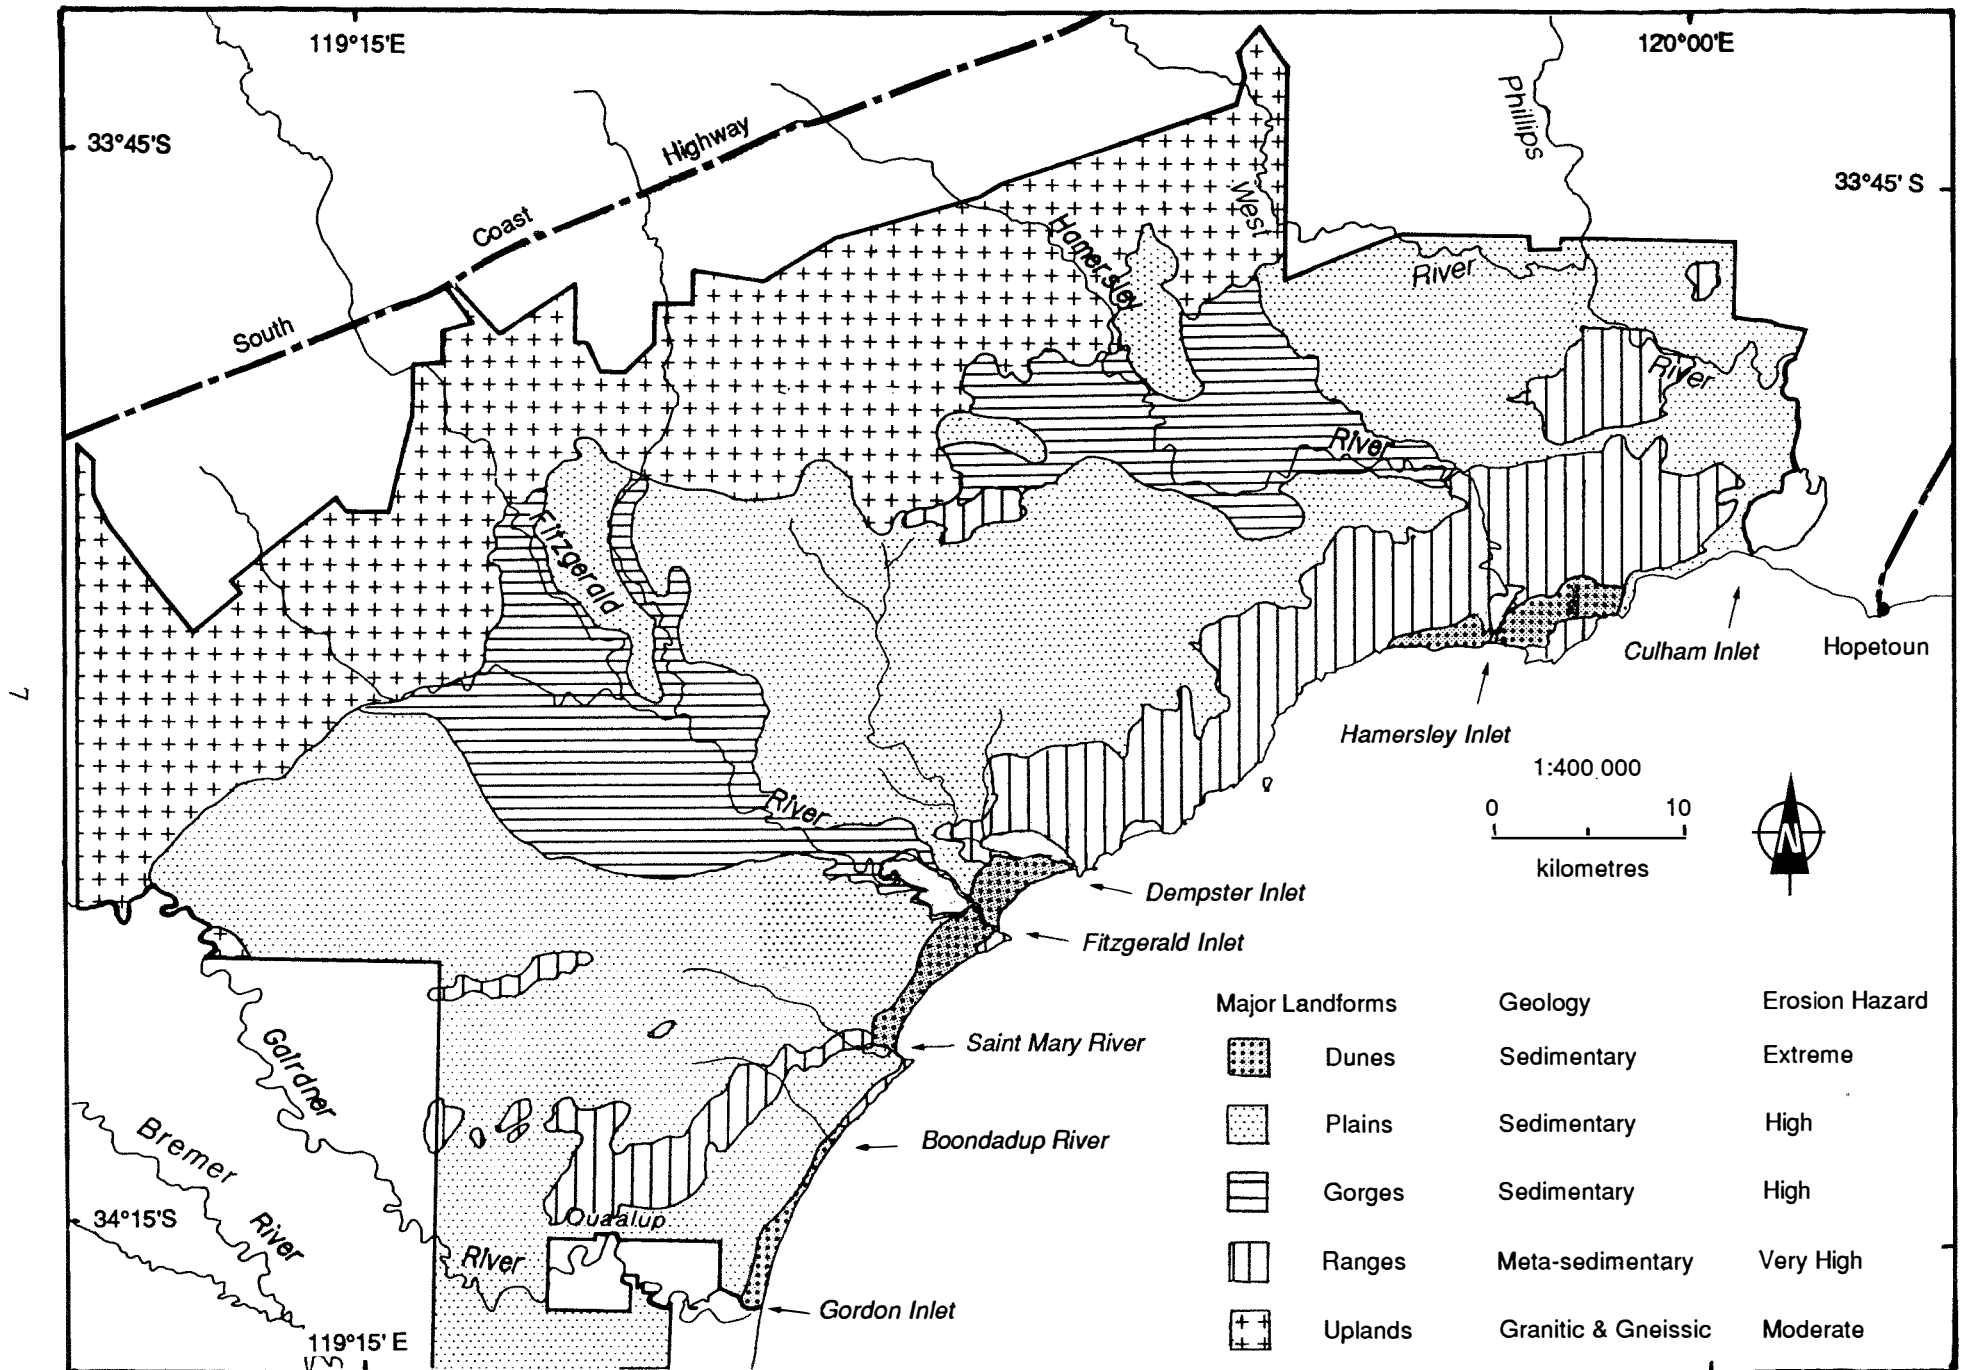 119°15'E
120°00'E
33°45'S
33°45' S
South
Coast
Highway
Phillips
River
West
River
Hamersley
River
Fitzgerald
River
Culham Inlet
Hopetoun
Hamersley Inlet
1:400 000
0 10
kilometres
N
Dempster Inlet
Fitzgerald Inlet
Saint Mary River
Boondadup River
Gordon Inlet
Gairdner
River
Bremer
River
Quaalup
34°15'S
119°15' E
7
Major Landforms Geology Erosion Hazard
Dunes Sedimentary Extreme
Plains Sedimentary High
Gorges Sedimentary High
Ranges Meta-sedimentary Very High
Uplands Granitic & Gneissic Moderate